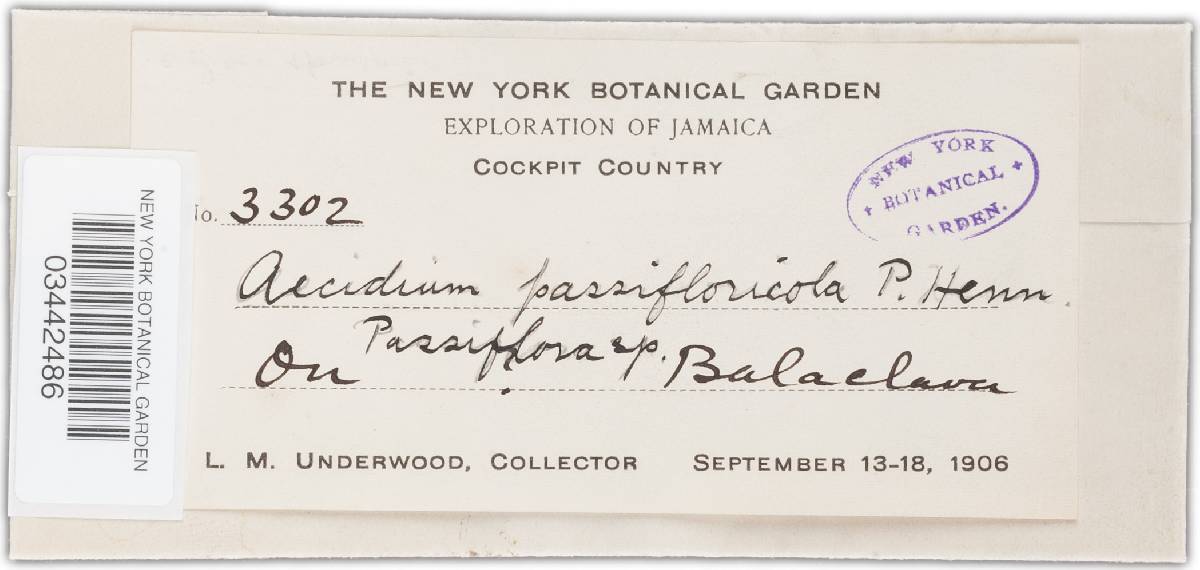 THE NEW YORK BOTANICAL GARDEN
EXPLORATION OF JAMAICA
COCKPIT COUNTRY
No. 3302
NEW YORK
BOTANICAL
GARDEN.
Aecidium passifloricola P. Henn.
On Passiflora sp. Balaclava
L. M. UNDERWOOD, COLLECTOR SEPTEMBER 13-18, 1906
NEW YORK BOTANICAL GARDEN
03442486